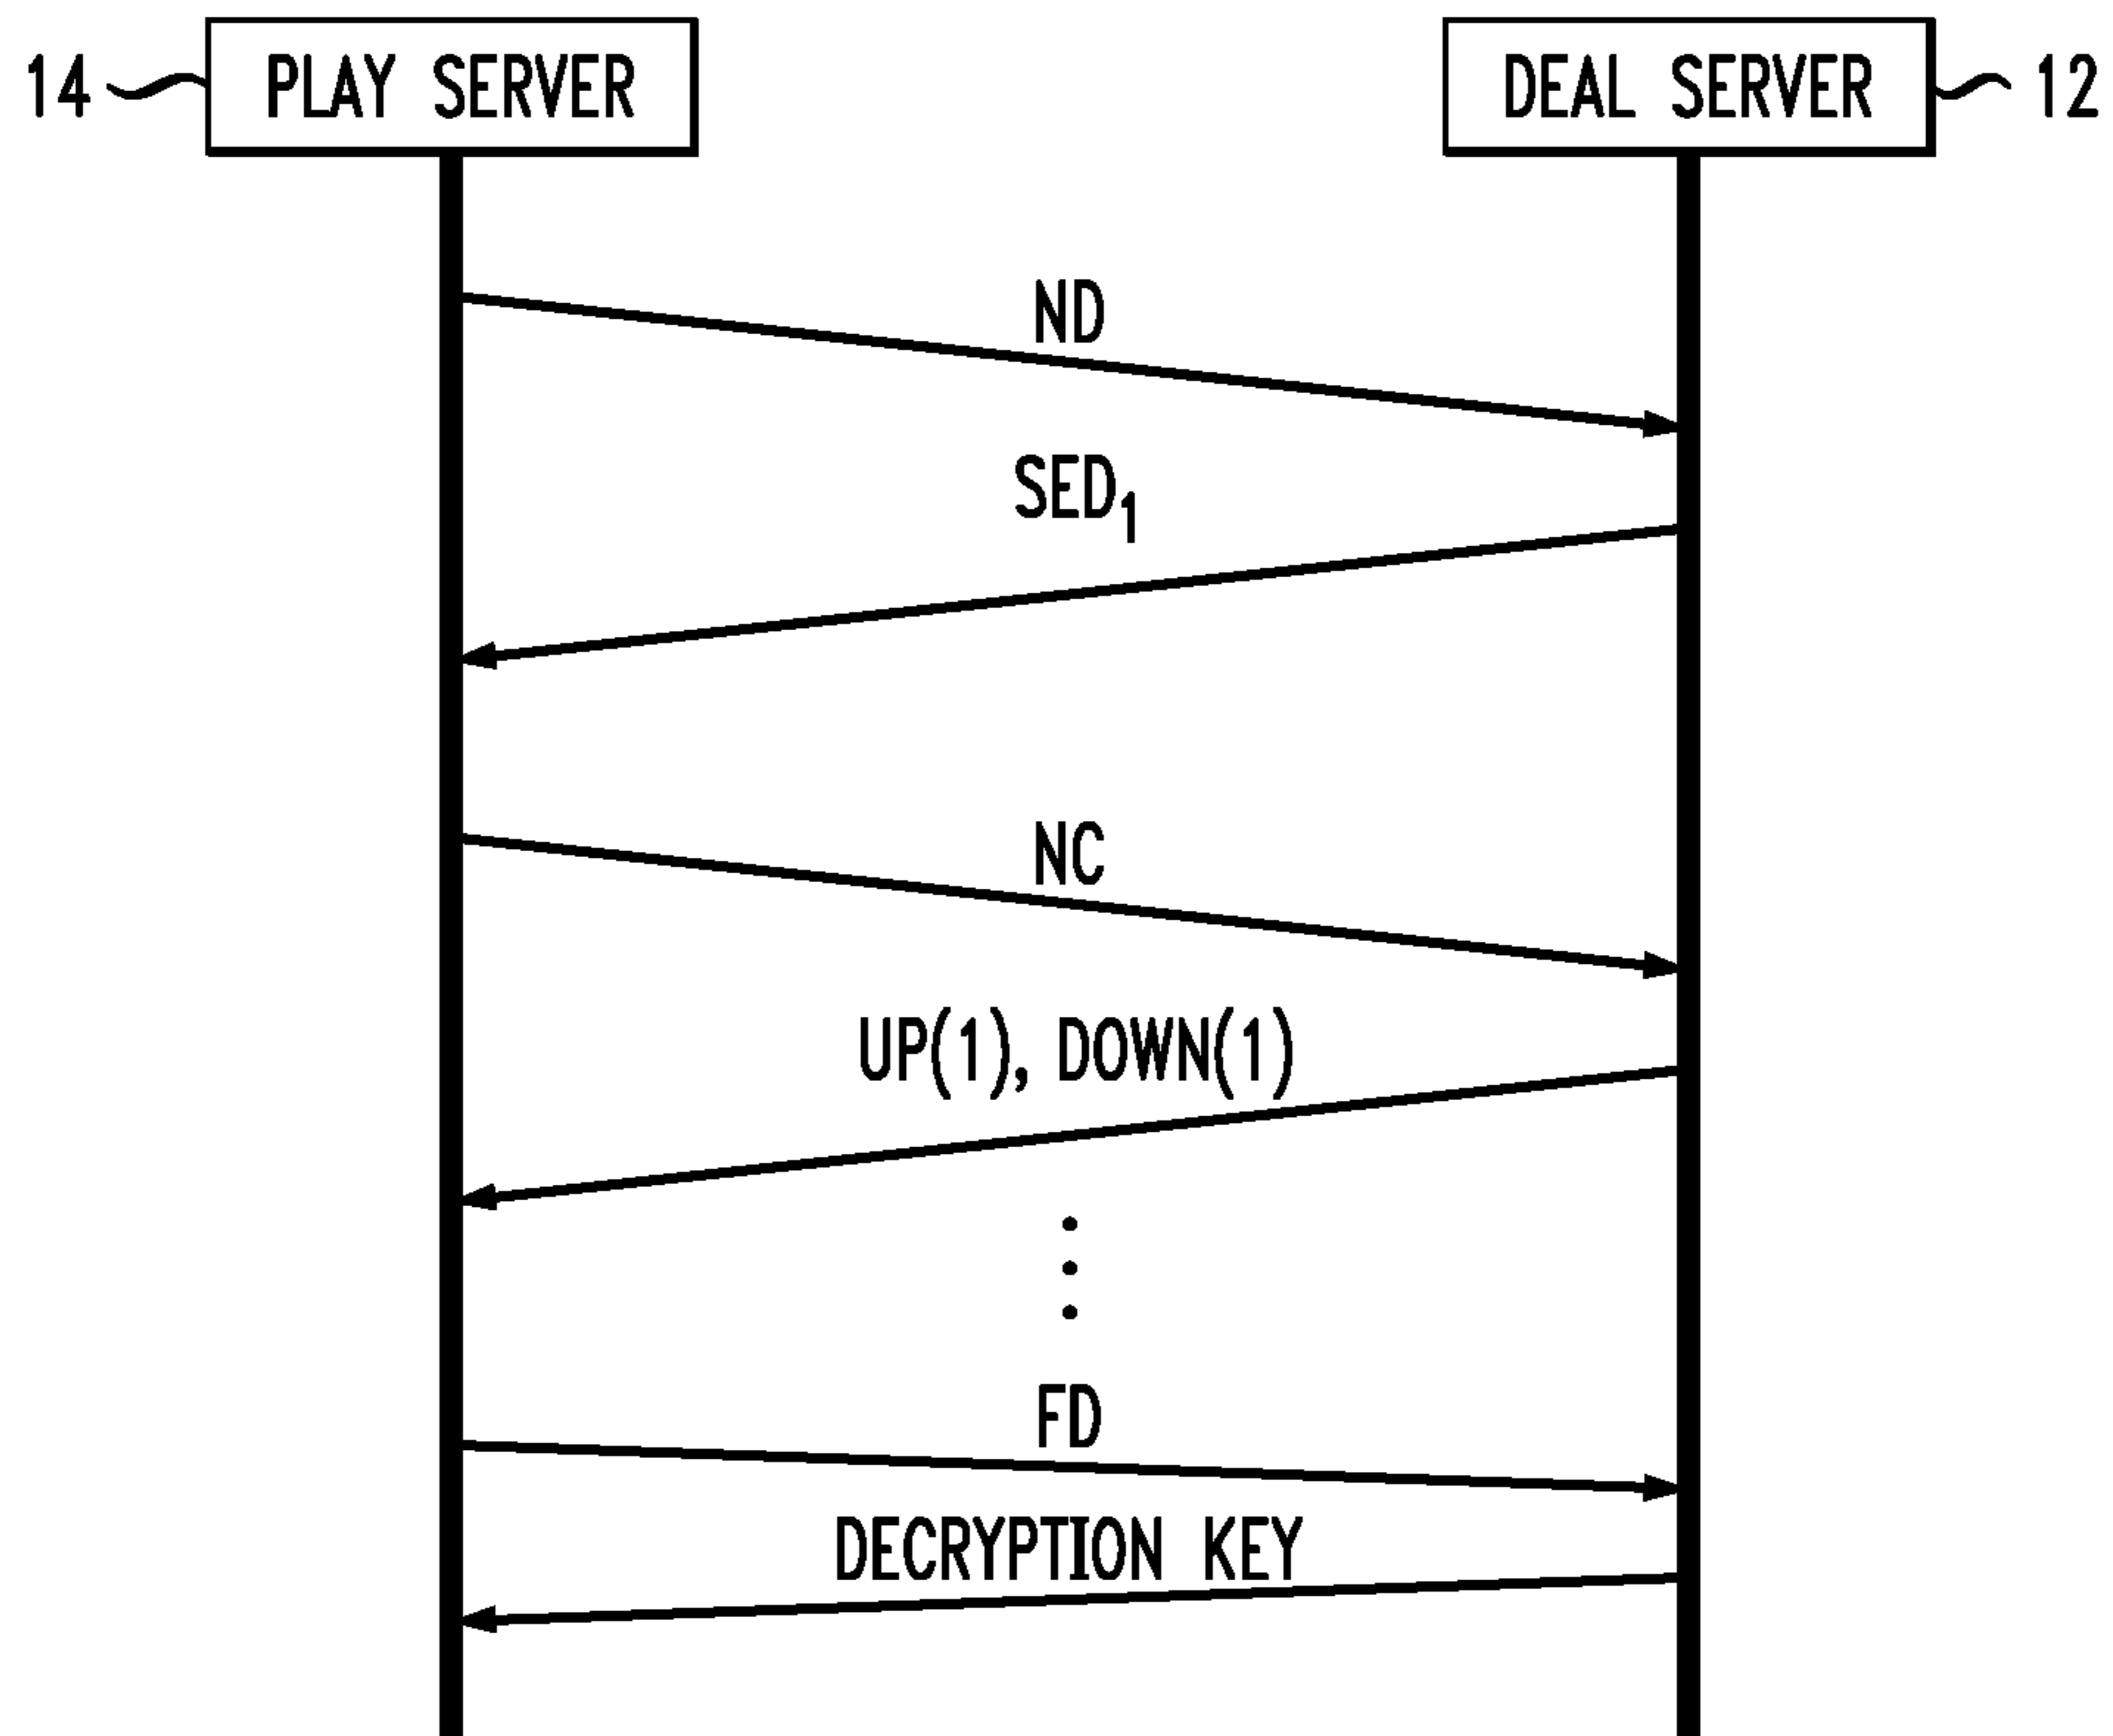 14 PLAY SERVER DEAL SERVER 12
ND
SED₁
NC
UP(1), DOWN(1)
FD
DECRYPTION KEY